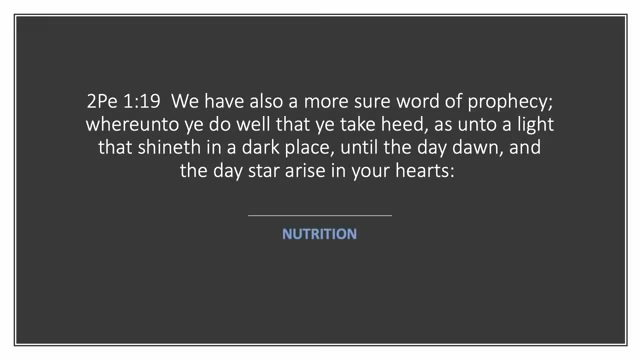 2Pe 1:19  We have also a more sure word of prophecy;
whereunto ye do well that ye take heed, as unto a light
that shineth in a dark place, until the day dawn, and
the day star arise in your hearts:
NUTRITION